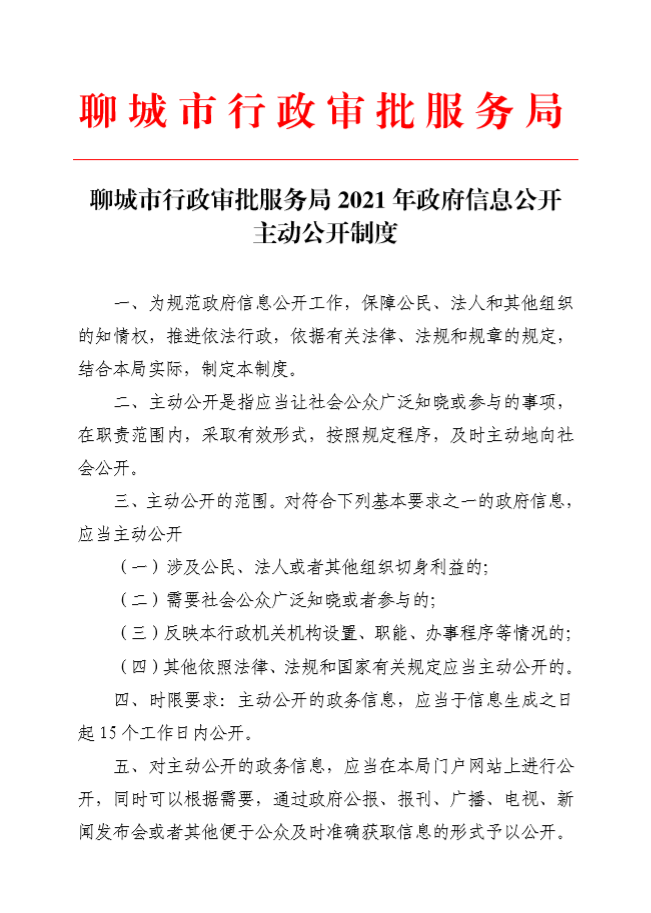 聊城市行政审批服务局
聊城市行政审批服务局 2021 年政府信息公开
主动公开制度
一、为规范政府信息公开工作，保障公民、法人和其他组织
的知情权，推进依法行政，依据有关法律、法规和规章的规定，
结合本局实际，制定本制度。
二、主动公开是指应当让社会公众广泛知晓或参与的事项，
在职责范围内，采取有效形式，按照规定程序，及时主动地向社
会公开。
三、主动公开的范围。对符合下列基本要求之一的政府信息，
应当主动公开
（一）涉及公民、法人或者其他组织切身利益的；
（二）需要社会公众广泛知晓或者参与的；
（三）反映本行政机关机构设置、职能、办事程序等情况的；
（四）其他依照法律、法规和国家有关规定应当主动公开的。
四、时限要求：主动公开的政务信息，应当于信息生成之日
起 15 个工作日内公开。
五、对主动公开的政务信息，应当在本局门户网站上进行公
开，同时可以根据需要，通过政府公报、报刊、广播、电视、新
闻发布会或者其他便于公众及时准确获取信息的形式予以公开。